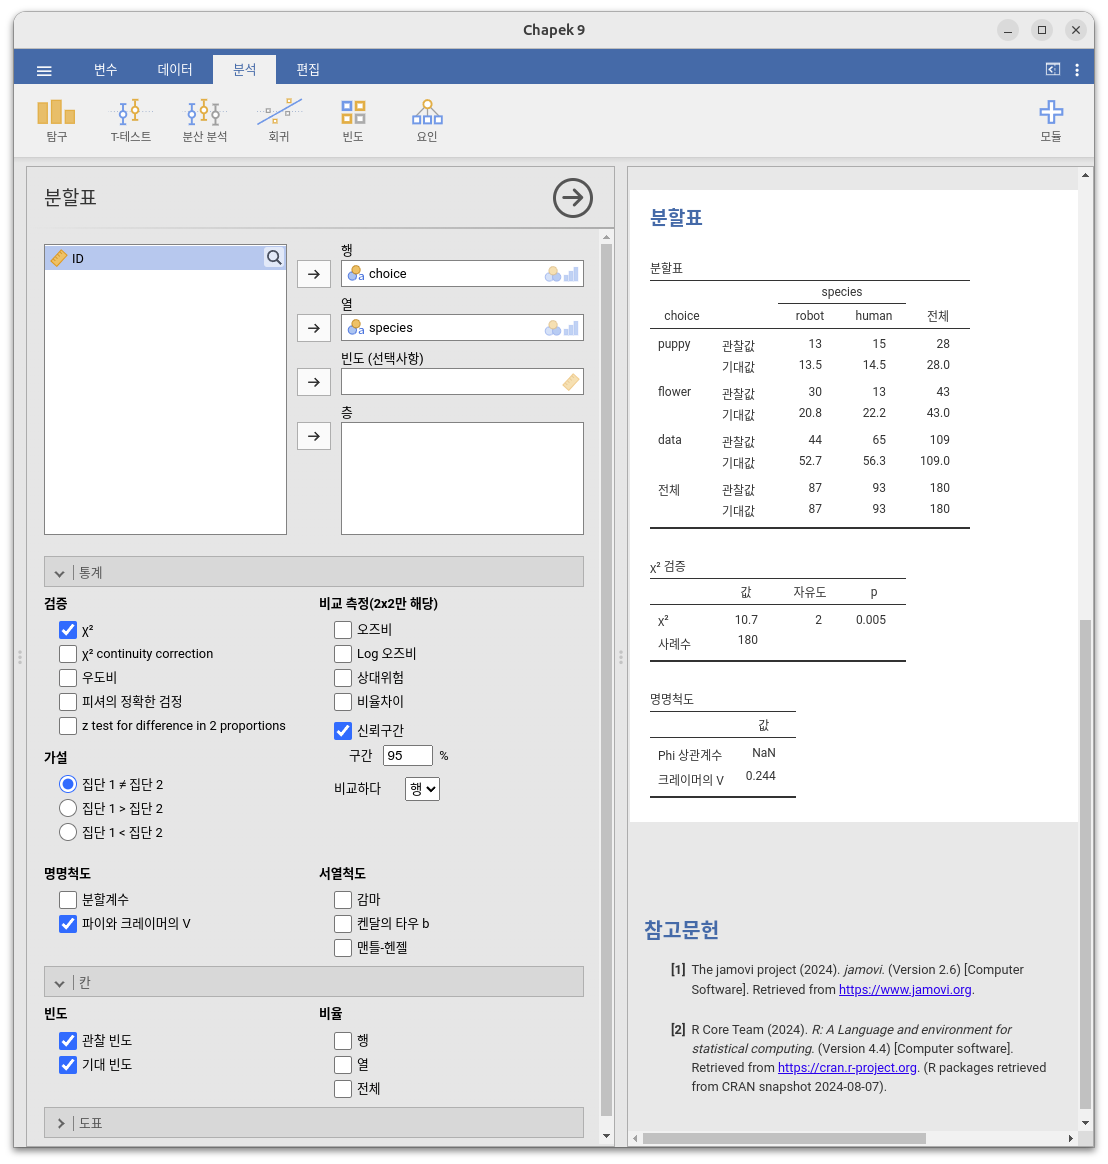 Chapek 9
변수 데이터 분석 편집
탐구 T-테스트 분산 분석 회귀 빈도 요인 모듈
분할표
ID
행
choice
열
species
빈도 (선택사항)
층
통계
검증
χ²
χ² continuity correction
우도비
피셔의 정확한 검정
z test for difference in 2 proportions
비교 측정(2x2만 해당)
오즈비
Log 오즈비
상대위험
비율차이
신뢰구간
구간 95 %
비교하다 행
가설
집단 1 ≠ 집단 2
집단 1 > 집단 2
집단 1 < 집단 2
명명척도
분할계수
파이와 크레이머의 V
서열척도
감마
켄달의 타우 b
맨틀-헨젤
칸
빈도
관찰 빈도
기대 빈도
비율
행
열
전체
도표
분할표
분할표
species
choice robot human 전체
puppy 관찰값 13 15 28
기대값 13.5 14.5 28.0
flower 관찰값 30 13 43
기대값 20.8 22.2 43.0
data 관찰값 44 65 109
기대값 52.7 56.3 109.0
전체 관찰값 87 93 180
기대값 87 93 180
χ² 검증
값 자유도 p
χ² 10.7 2 0.005
사례수 180
명명척도
값
Phi 상관계수 NaN
크레이머의 V 0.244
참고문헌
[1] The jamovi project (2024). jamovi. (Version 2.6) [Computer
Software]. Retrieved from https://www.jamovi.org.
[2] R Core Team (2024). R: A Language and environment for
statistical computing. (Version 4.4) [Computer software].
Retrieved from https://cran.r-project.org. (R packages retrieved
from CRAN snapshot 2024-08-07).